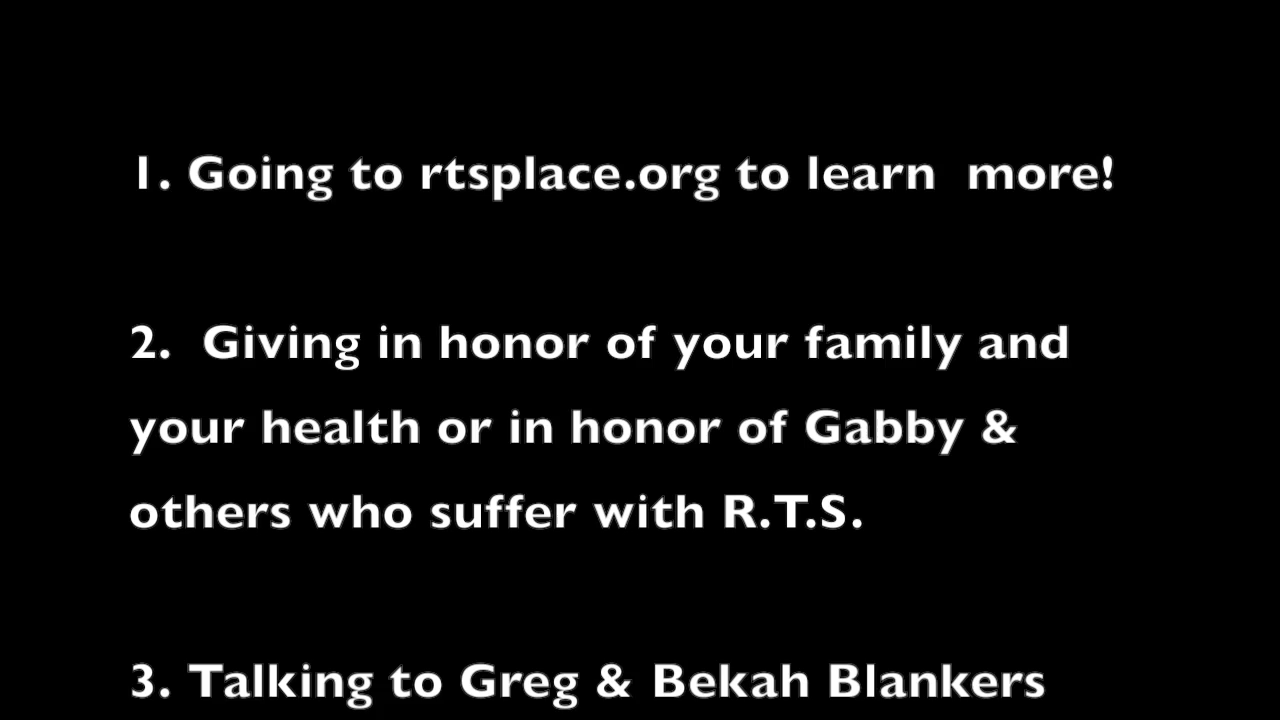 1. Going to rtsplace.org to learn  more!
2.  Giving in honor of your family and
your health or in honor of Gabby &
others who suffer with R.T.S.
3. Talking to Greg & Bekah Blankers